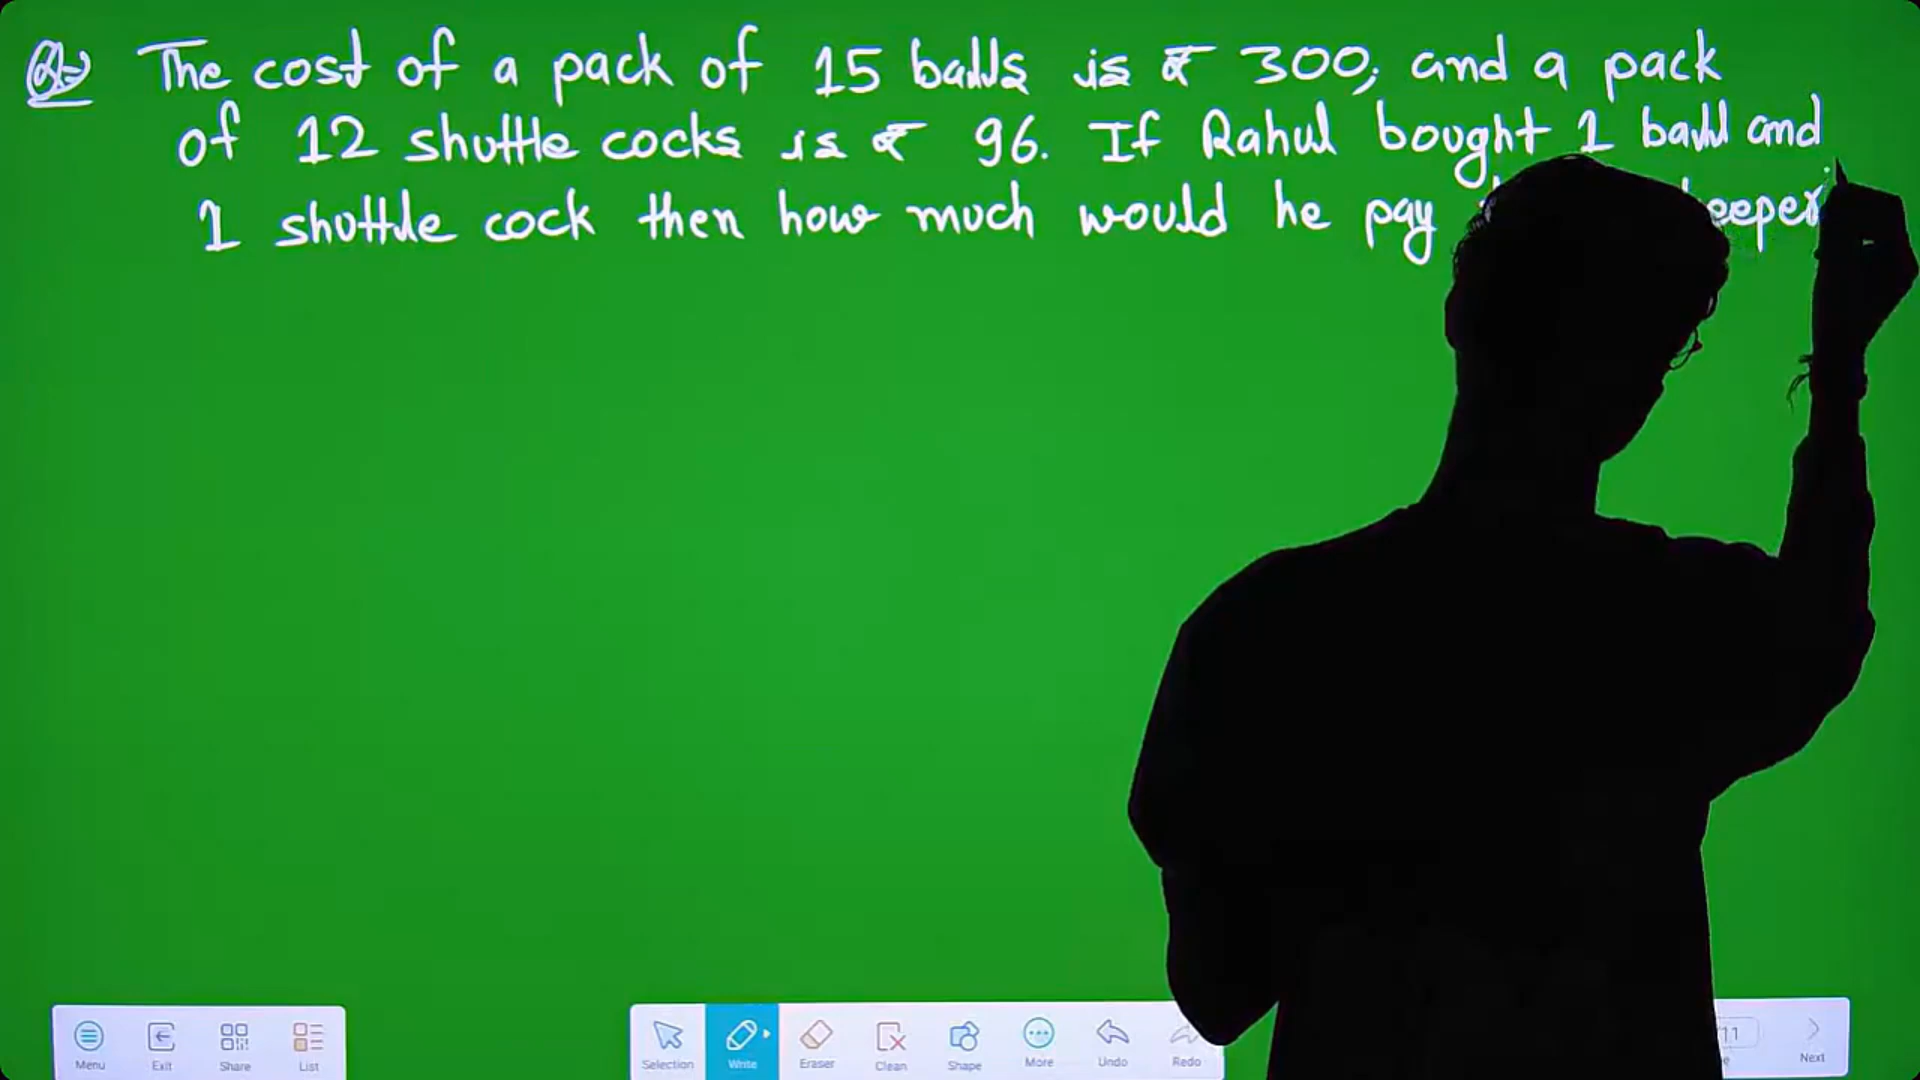 Q- The cost of a pack of 15 balls is ₹ 300, and a pack
of 12 shuttle cocks is ₹ 96. If Rahul bought 1 ball and
1 shuttle cock then how much would he pay
Menu Exit Share List Selection Write Eraser Clean Shape More Undo Redo Next